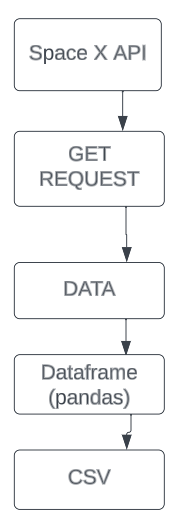 Space X API
GET
REQUEST
DATA
Dataframe
(pandas)
CSV